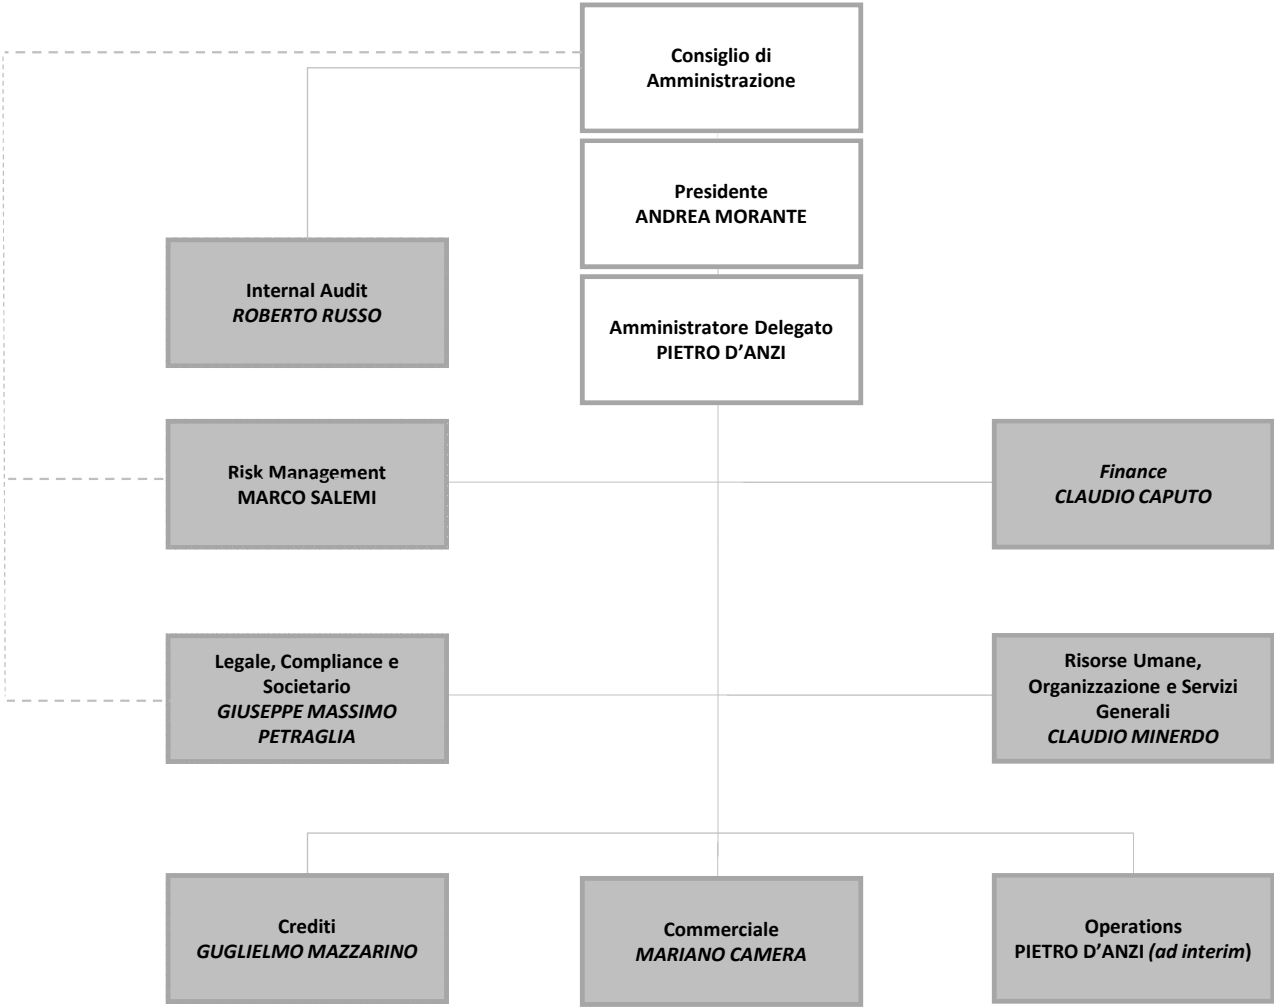 Consiglio di
Amministrazione
Presidente
ANDREA MORANTE
Internal Audit
ROBERTO RUSSO
Amministratore Delegato
PIETRO D’ANZI
Risk Management
MARCO SALEMI
Finance
CLAUDIO CAPUTO
Legale, Compliance e
Societario
GIUSEPPE MASSIMO
PETRAGLIA
Risorse Umane,
Organizzazione e Servizi
Generali
CLAUDIO MINERDO
Crediti
GUGLIELMO MAZZARINO
Commerciale
MARIANO CAMERA
Operations
PIETRO D’ANZI (ad interim)